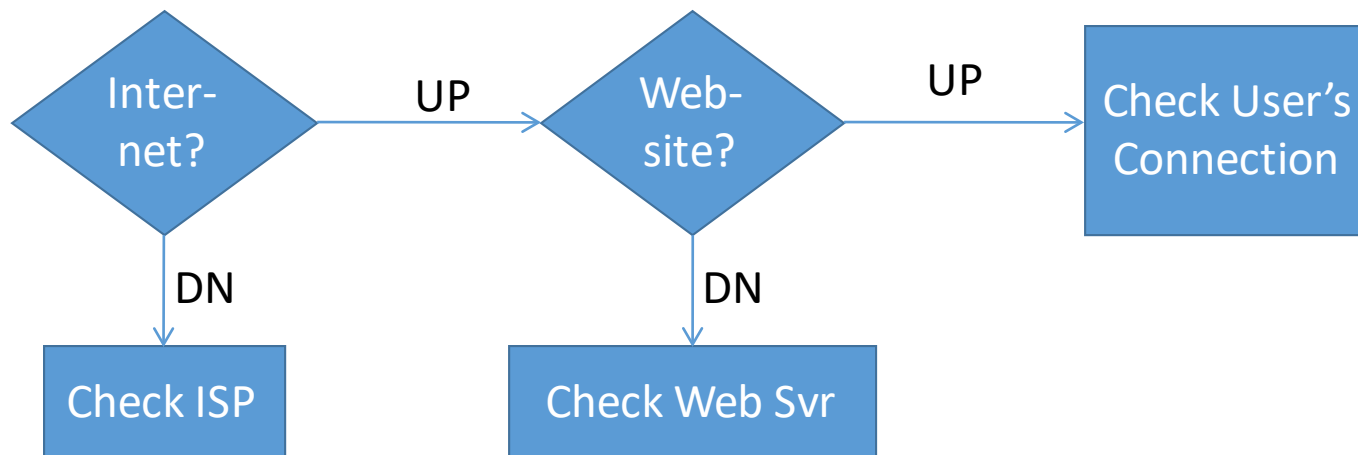 Inter-
net?
UP
Web-
site?
UP
Check User’s
Connection
DN
DN
Check ISP
Check Web Svr